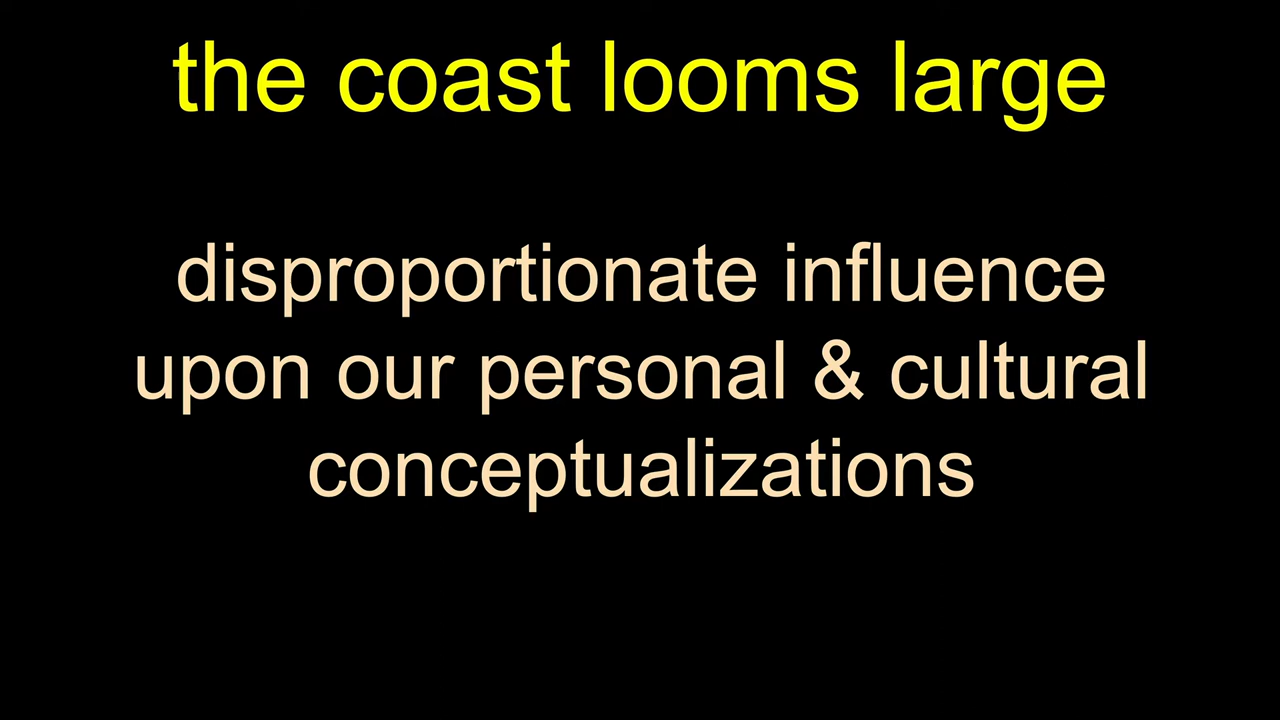 the coast looms large
disproportionate influence
upon our personal & cultural
conceptualizations